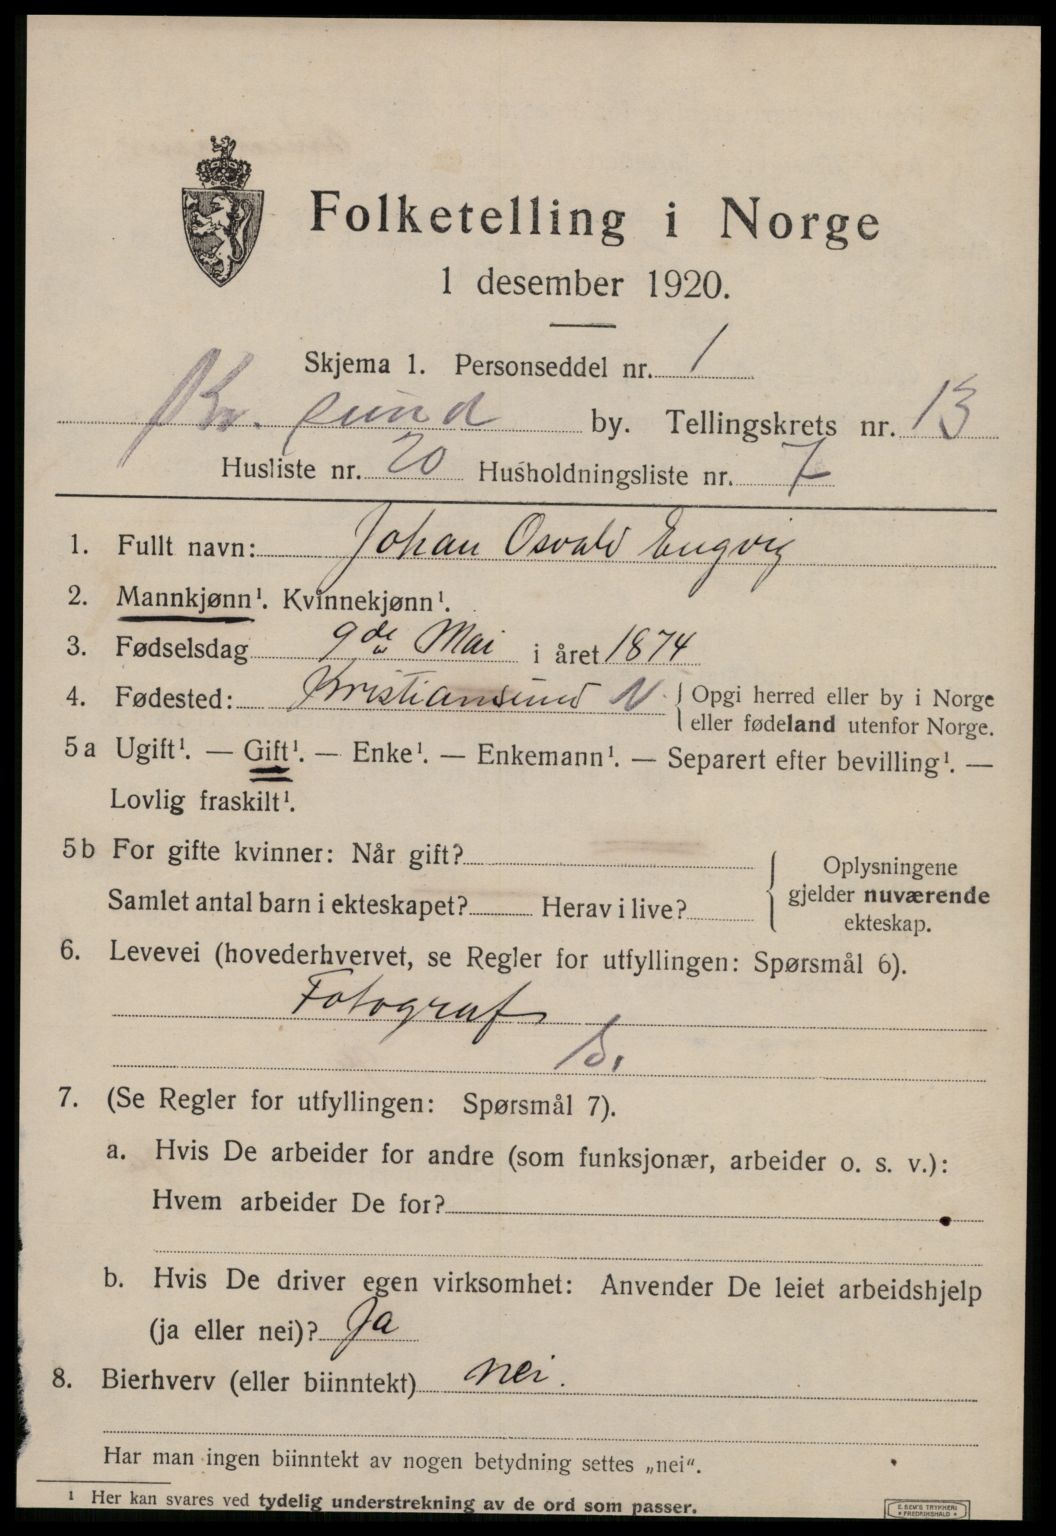 Folketelling i Norge
1 desember 1920.
Skjema 1. Personseddel nr. 1
Kr. sund by. Tellingskrets nr. 13
Husliste nr. 20 Husholdningsliste nr. 7
1. Fullt navn: Johan Osvald Engvig
2. Mannkjønn¹. Kvinnekjønn¹.
3. Fødselsdag 9de Mai i året 1874
4. Fødested: Kristiansund N. Opgi herred eller by i Norge
eller fødeland utenfor Norge.
5 a Ugift¹. — Gift¹. — Enke¹. — Enkemann¹. — Separert efter bevilling¹. —
Lovlig fraskilt¹.
5 b For gifte kvinner: Når gift?
Samlet antal barn i ekteskapet? Herav i live?
Oplysningene
gjelder nuværende
ekteskap.
6. Levevei (hovederhvervet, se Regler for utfyllingen: Spørsmål 6).
Fotograf
S.
7. (Se Regler for utfyllingen: Spørsmål 7).
a. Hvis De arbeider for andre (som funksjonær, arbeider o. s. v.):
Hvem arbeider De for?
b. Hvis De driver egen virksomhet: Anvender De leiet arbeidshjelp
(ja eller nei)? Ja
8. Bierhverv (eller biinntekt) nei.
Har man ingen biinntekt av nogen betydning settes „nei“.
¹ Her kan svares ved tydelig understrekning av de ord som passer.
E. SEM'S TRYKKERI
FREDRIKSHALD